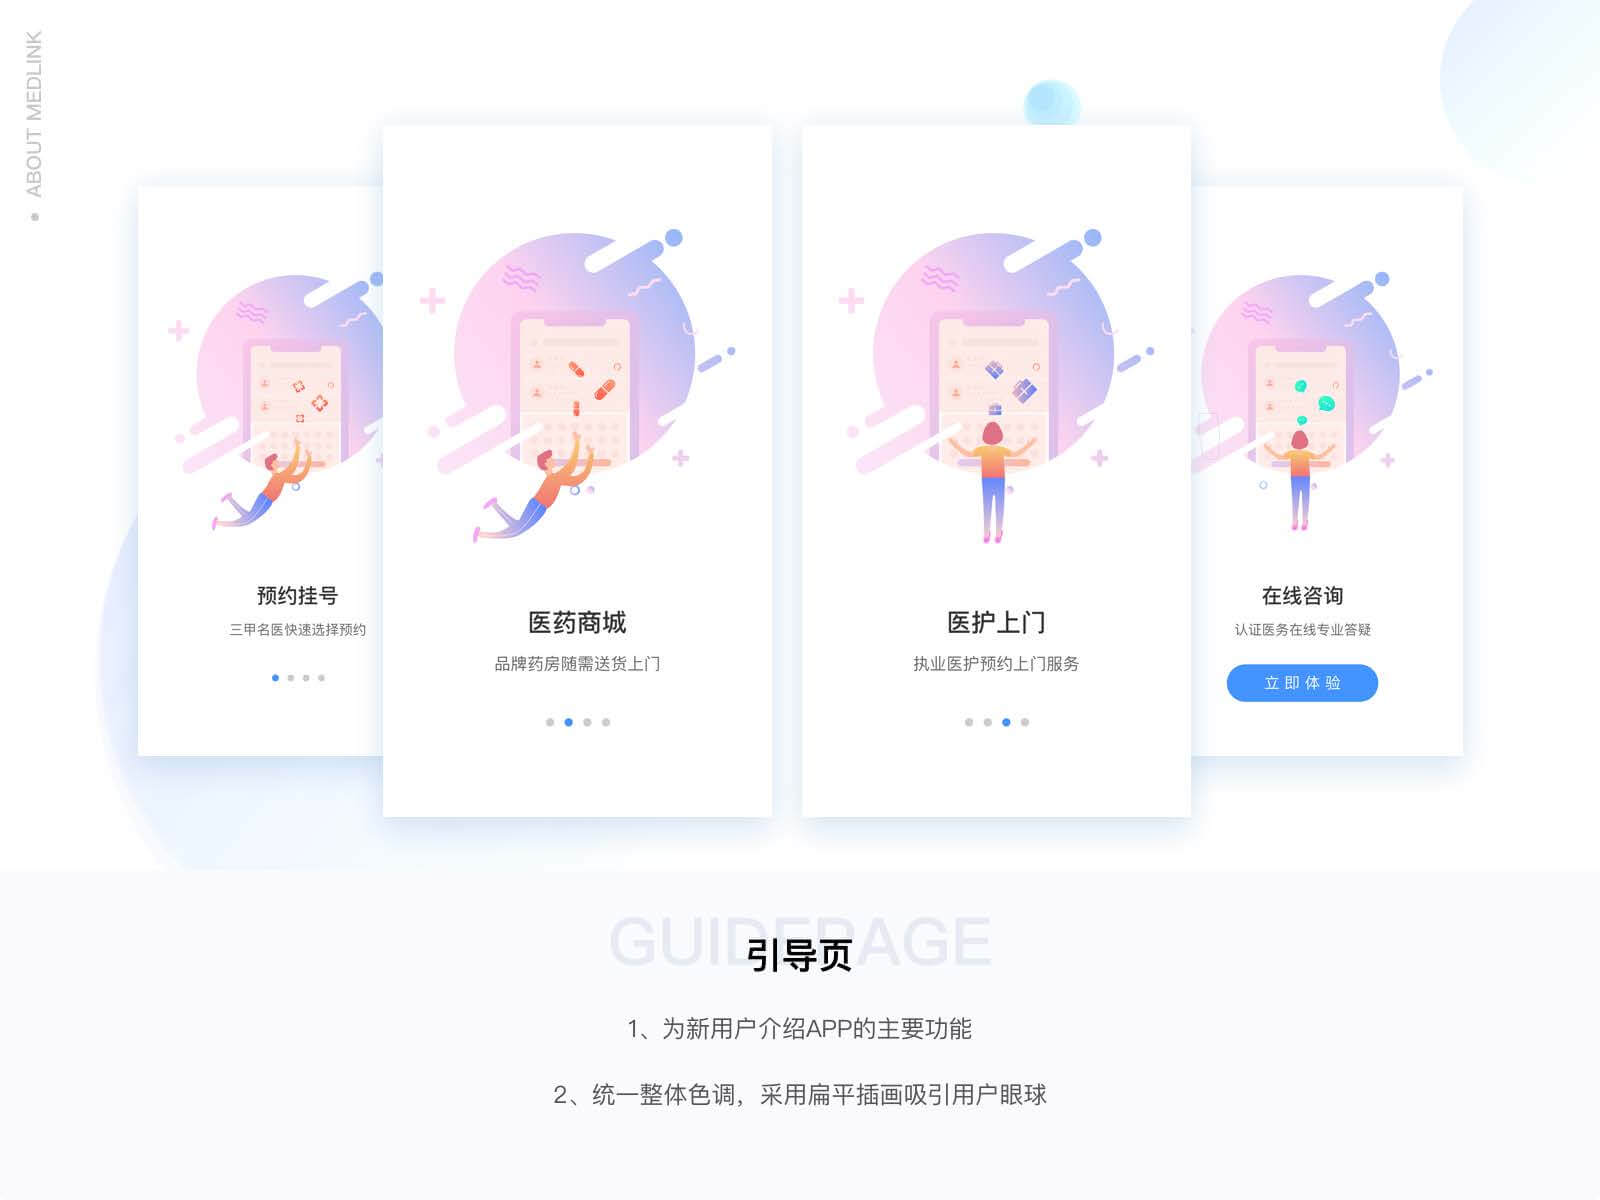 ABOUT MEDLINK
预约挂号
三甲名医快速选择预约
医药商城
品牌药房随需送货上门
医护上门
执业医护预约上门服务
在线咨询
认证医务在线专业答疑
立即体验
GUIDEPAGE
引导页
1、为新用户介绍APP的主要功能
2、统一整体色调，采用扁平插画吸引用户眼球